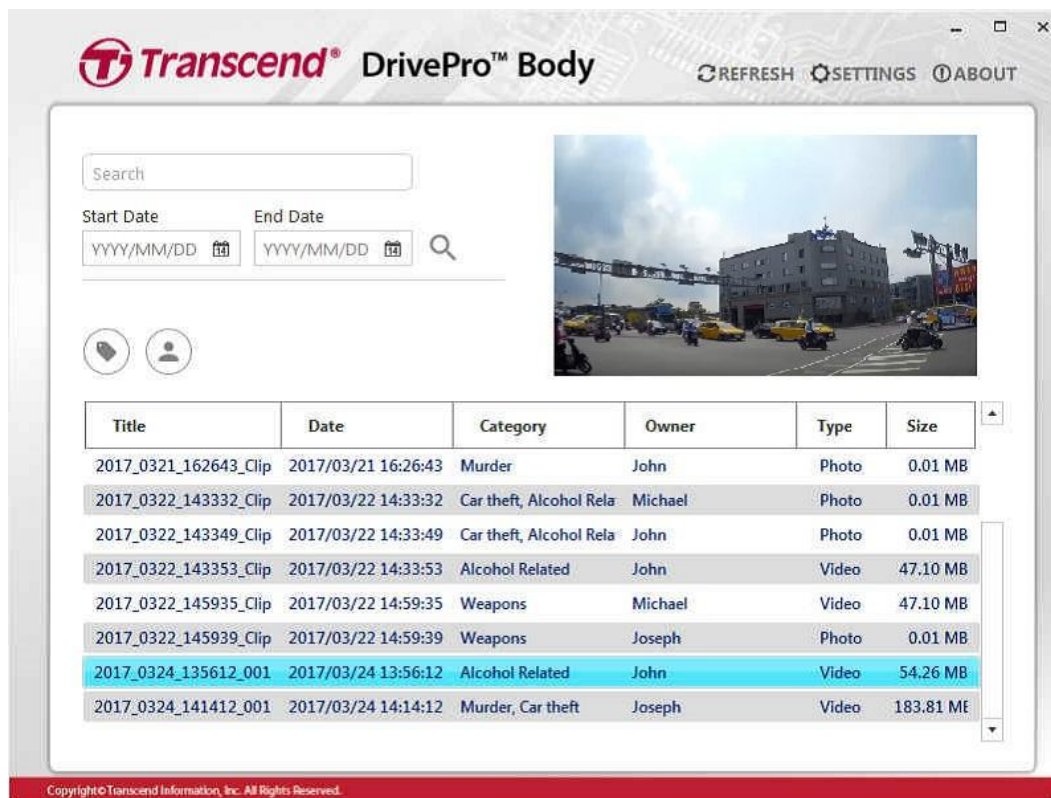 Transcend® DrivePro™ Body
REFRESH SETTINGS ABOUT
Search
Start Date End Date
YYYY/MM/DD 14 YYYY/MM/DD 14
Title Date Category Owner Type Size
2017_0321_162643_Clip 2017/03/21 16:26:43 Murder John Photo 0.01 MB
2017_0322_143332_Clip 2017/03/22 14:33:32 Car theft, Alcohol Rela Michael Photo 0.01 MB
2017_0322_143349_Clip 2017/03/22 14:33:49 Car theft, Alcohol Rela John Photo 0.01 MB
2017_0322_143353_Clip 2017/03/22 14:33:53 Alcohol Related John Video 47.10 MB
2017_0322_145935_Clip 2017/03/22 14:59:35 Weapons Michael Video 47.10 MB
2017_0322_145939_Clip 2017/03/22 14:59:39 Weapons Joseph Photo 0.01 MB
2017_0324_135612_001 2017/03/24 13:56:12 Alcohol Related John Video 54.26 MB
2017_0324_141412_001 2017/03/24 14:14:12 Murder, Car theft Joseph Video 183.81 ME
Copyright© Transcend Information, Inc. All Rights Reserved.